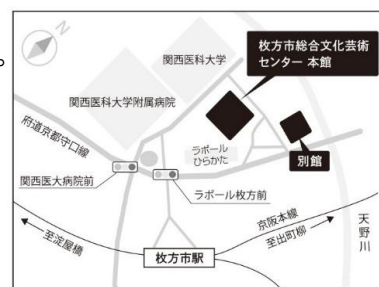 N
関西医科大学
枚方市総合文化芸術
センター 本館
関西医科大学附属病院
府道京都守口線
ラポール
ひらかた
別館
関西医大病院前
ラポール枚方前
至淀屋橋
枚方市駅
京阪本線
至出町柳
天野川